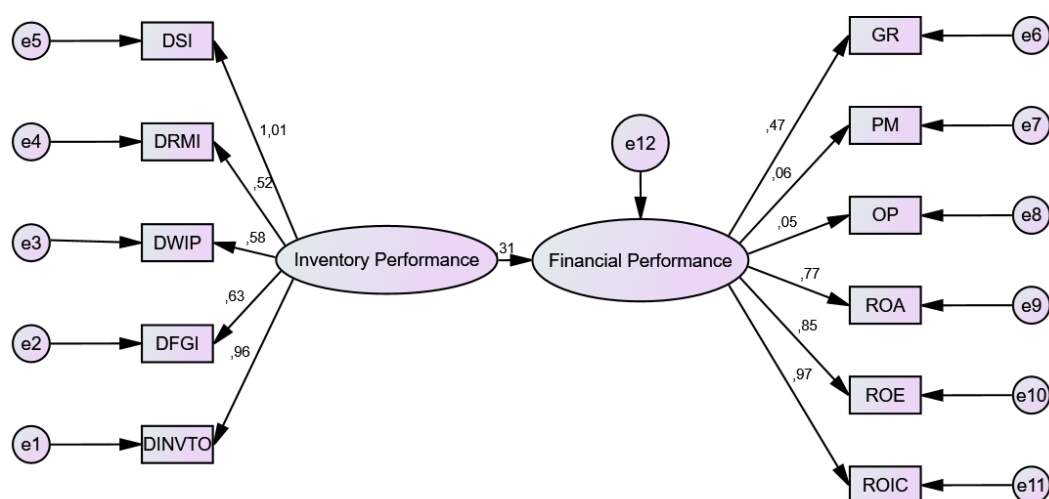 e5
DSI
e4
DRMI
e3
DWIP
e2
DFGI
e1
DINVTO
1,01
,52
,58
,63
,96
Inventory Performance
,31
e12
Financial Performance
,47
,06
,05
,77
,85
,97
GR
e6
PM
e7
OP
e8
ROA
e9
ROE
e10
ROIC
e11